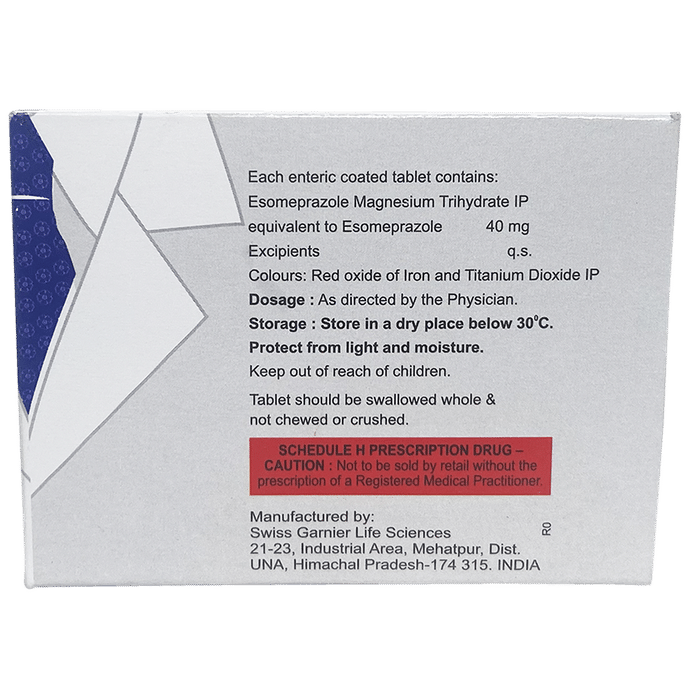 Each enteric coated tablet contains:
Esomeprazole Magnesium Trihydrate IP
equivalent to Esomeprazole 40 mg
Excipients q.s.
Colours: Red oxide of Iron and Titanium Dioxide IP
Dosage : As directed by the Physician.
Storage : Store in a dry place below 30⁰C.
Protect from light and moisture.
Keep out of reach of children.
Tablet should be swallowed whole &
not chewed or crushed.
SCHEDULE H PRESCRIPTION DRUG –
CAUTION : Not to be sold by retail without the
prescription of a Registered Medical Practitioner.
Manufactured by:
Swiss Garnier Life Sciences
21-23, Industrial Area, Mehatpur, Dist.
UNA, Himachal Pradesh-174 315. INDIA
R0